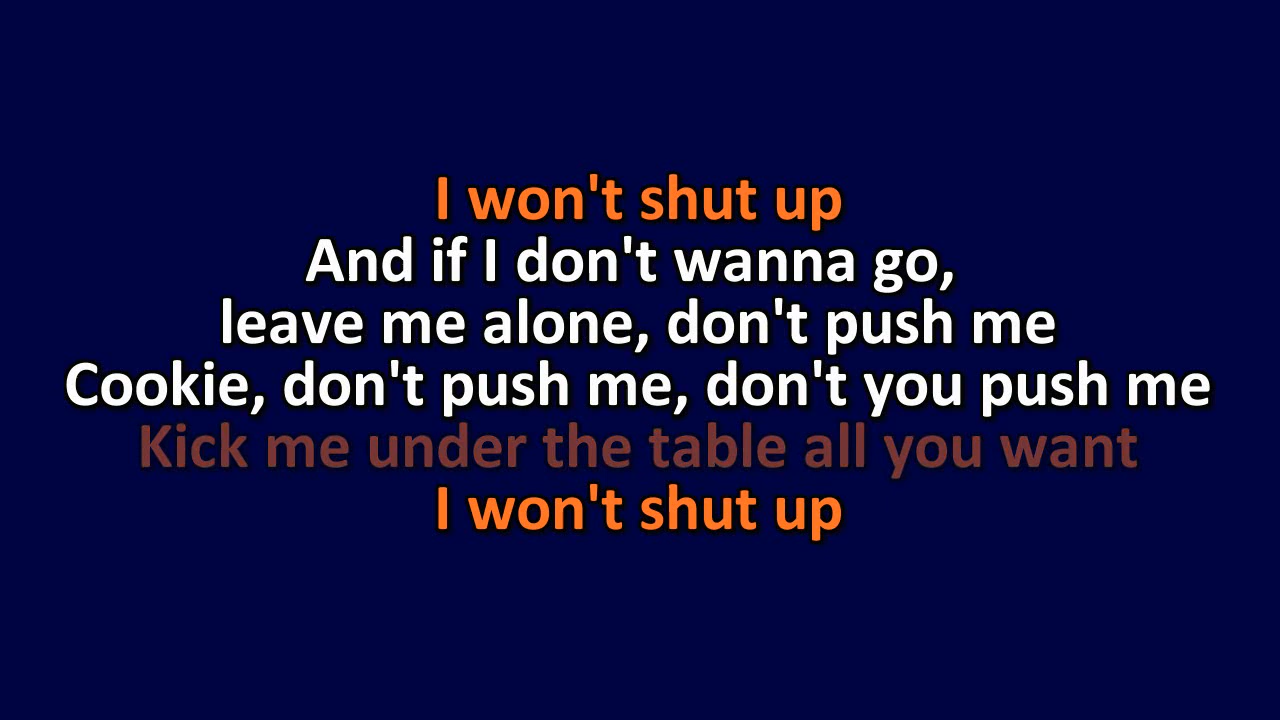 I won't shut up
And if I don't wanna go,
leave me alone, don't push me
Cookie, don't push me, don't you push me
Kick me under the table all you want
I won't shut up